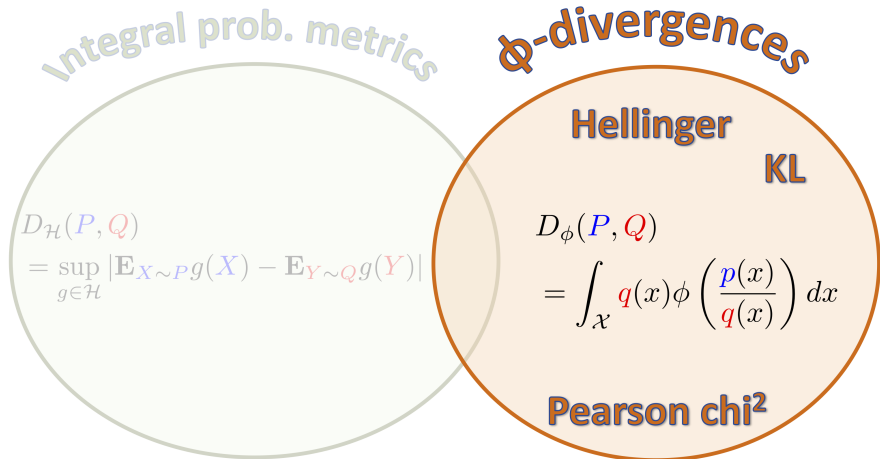 Integral prob. metrics
ϕ-divergences
Hellinger
KL
D_ℋ(P, Q)
= sup_{g∈ℋ} |E_{X∼P} g(X) − E_{Y∼Q} g(Y)|
D_ϕ(P, Q)
= ∫_𝒳 q(x)ϕ(p(x)/q(x)) dx
Pearson chi²